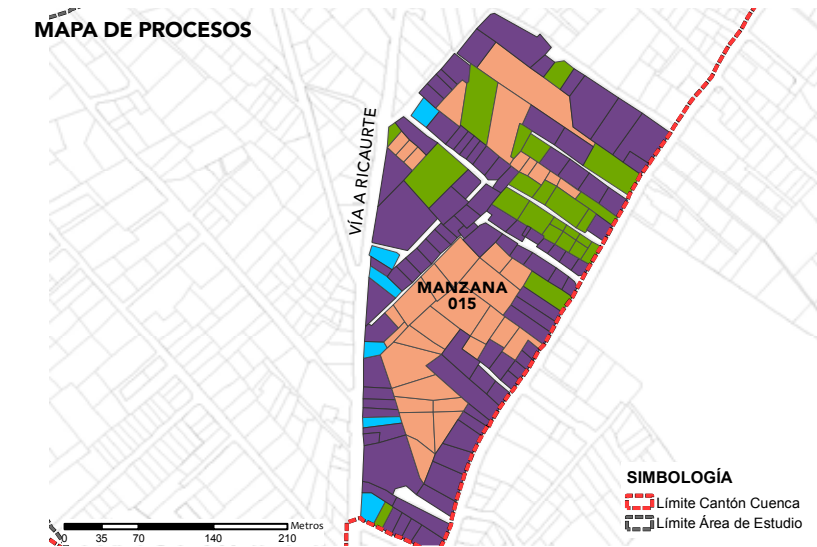 MAPA DE PROCESOS
VÍA A RICAURTE
MANZANA
015
SIMBOLOGÍA
Límite Cantón Cuenca
Límite Área de Estudio
Metros
0 35 70 140 210